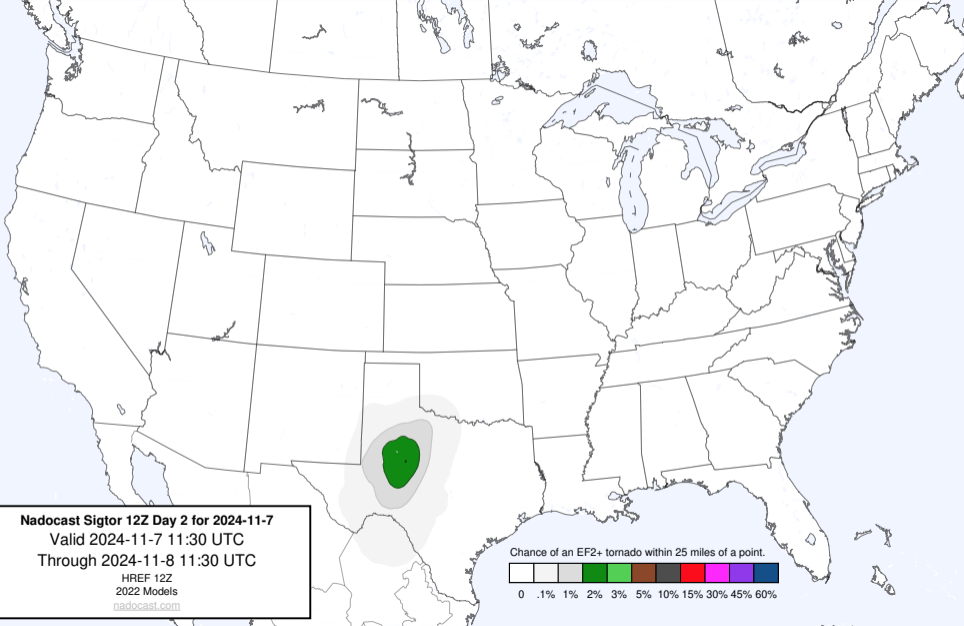 Nadocast Sigtor 12Z Day 2 for 2024-11-7
Valid 2024-11-7 11:30 UTC
Through 2024-11-8 11:30 UTC
HREF 12Z
2022 Models
nadocast.com
Chance of an EF2+ tornado within 25 miles of a point.
0 .1% 1% 2% 3% 5% 10% 15% 30% 45% 60%